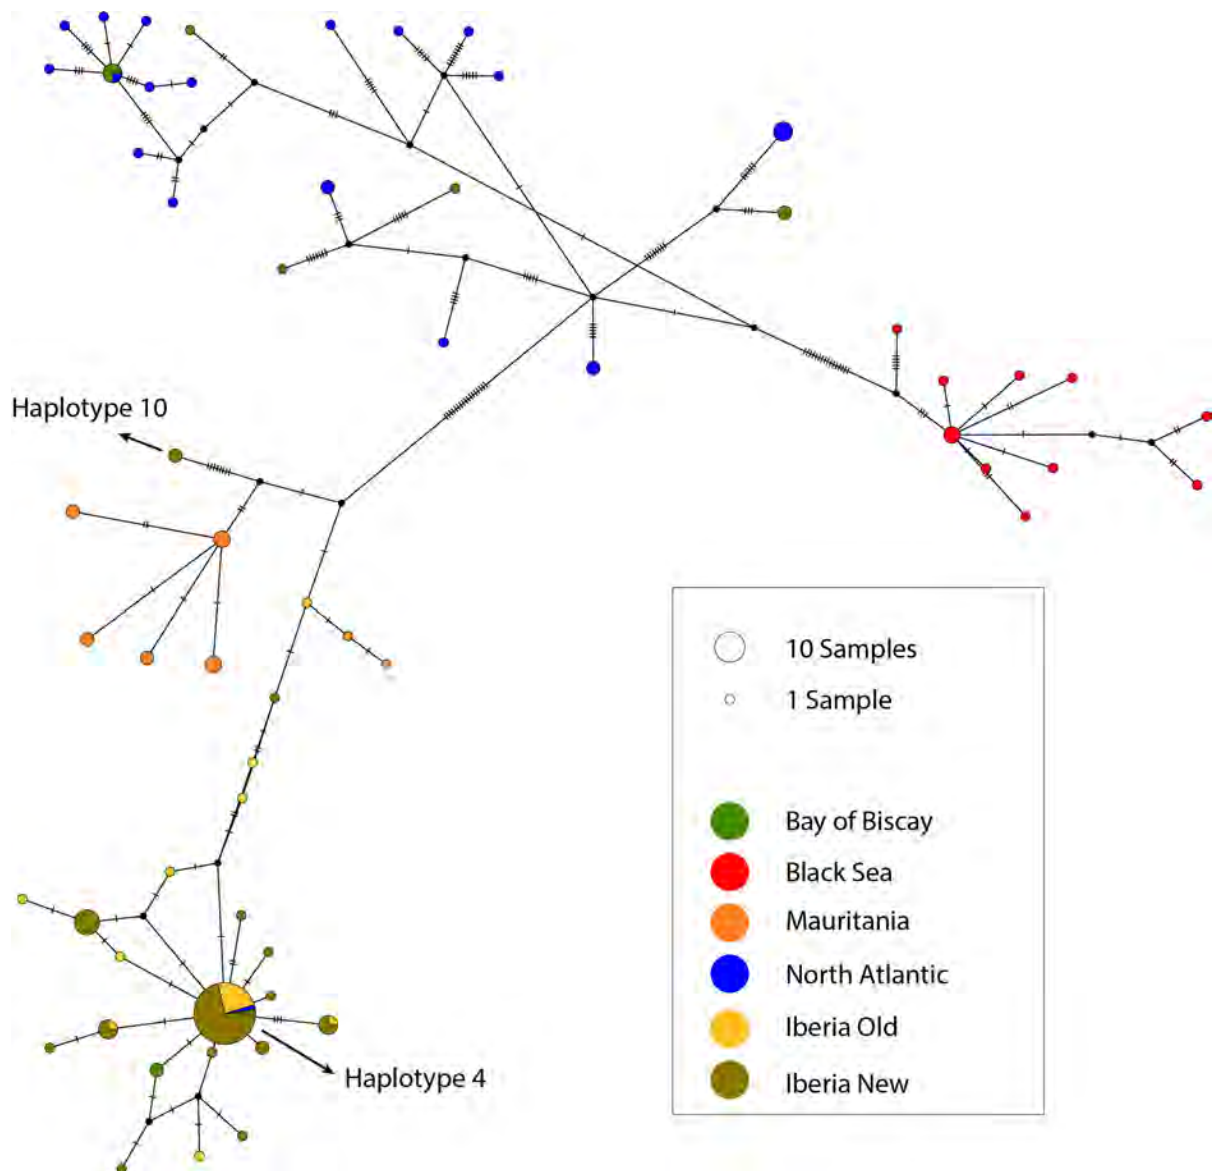 Haplotype 10
10 Samples
1 Sample
Bay of Biscay
Black Sea
Mauritania
North Atlantic
Iberia Old
Haplotype 4
Iberia New